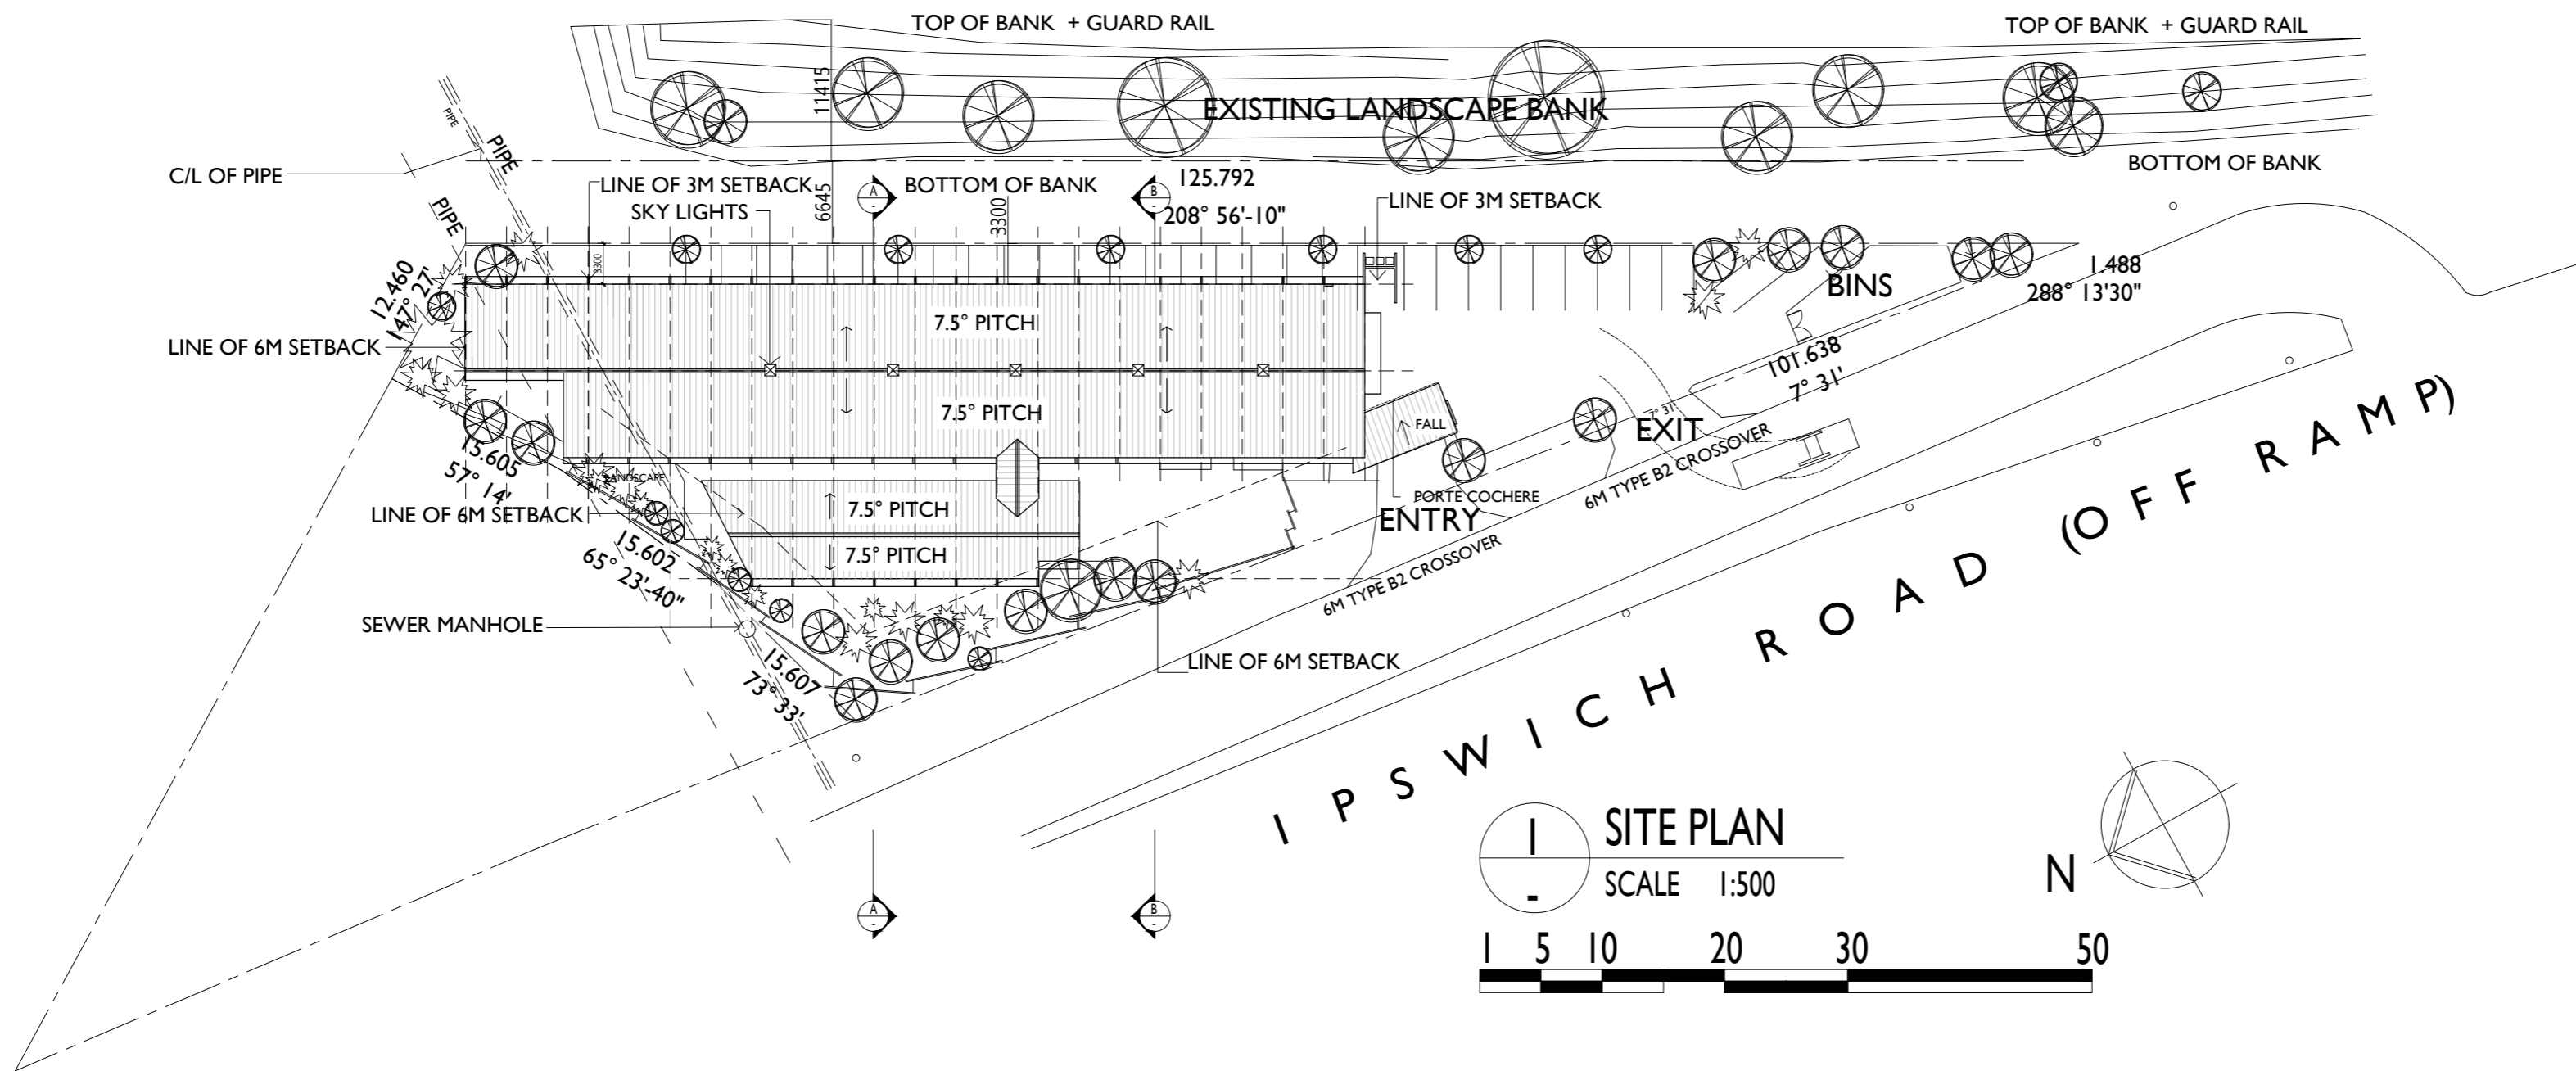 TOP OF BANK + GUARD RAIL
TOP OF BANK + GUARD RAIL
11415
EXISTING LANDSCAPE BANK
PIPE
PIPE
C/L OF PIPE
BOTTOM OF BANK
LINE OF 3M SETBACK
6645
A
-
BOTTOM OF BANK
B
-
125.792
208° 56'-10"
LINE OF 3M SETBACK
SKY LIGHTS
3300
PIPE
3300
12.460
147° 27'
1.488
288° 13'30"
BINS
7.5° PITCH
LINE OF 6M SETBACK
101.638
7° 31'
7.5° PITCH
FALL
7° 31'
EXIT
6M TYPE B2 CROSSOVER
15.605
57° 14'
LANDSCAPE
PORTE COCHERE
ENTRY
7.5° PITCH
LINE OF 6M SETBACK
7.5° PITCH
15.602
65° 23'-40"
6M TYPE B2 CROSSOVER
SEWER MANHOLE
LINE OF 6M SETBACK
15.607
73° 33'
IPSWICH ROAD (OFF RAMP)
1
-
SITE PLAN
SCALE 1:500
N
A
-
B
-
1 5 10 20 30 50